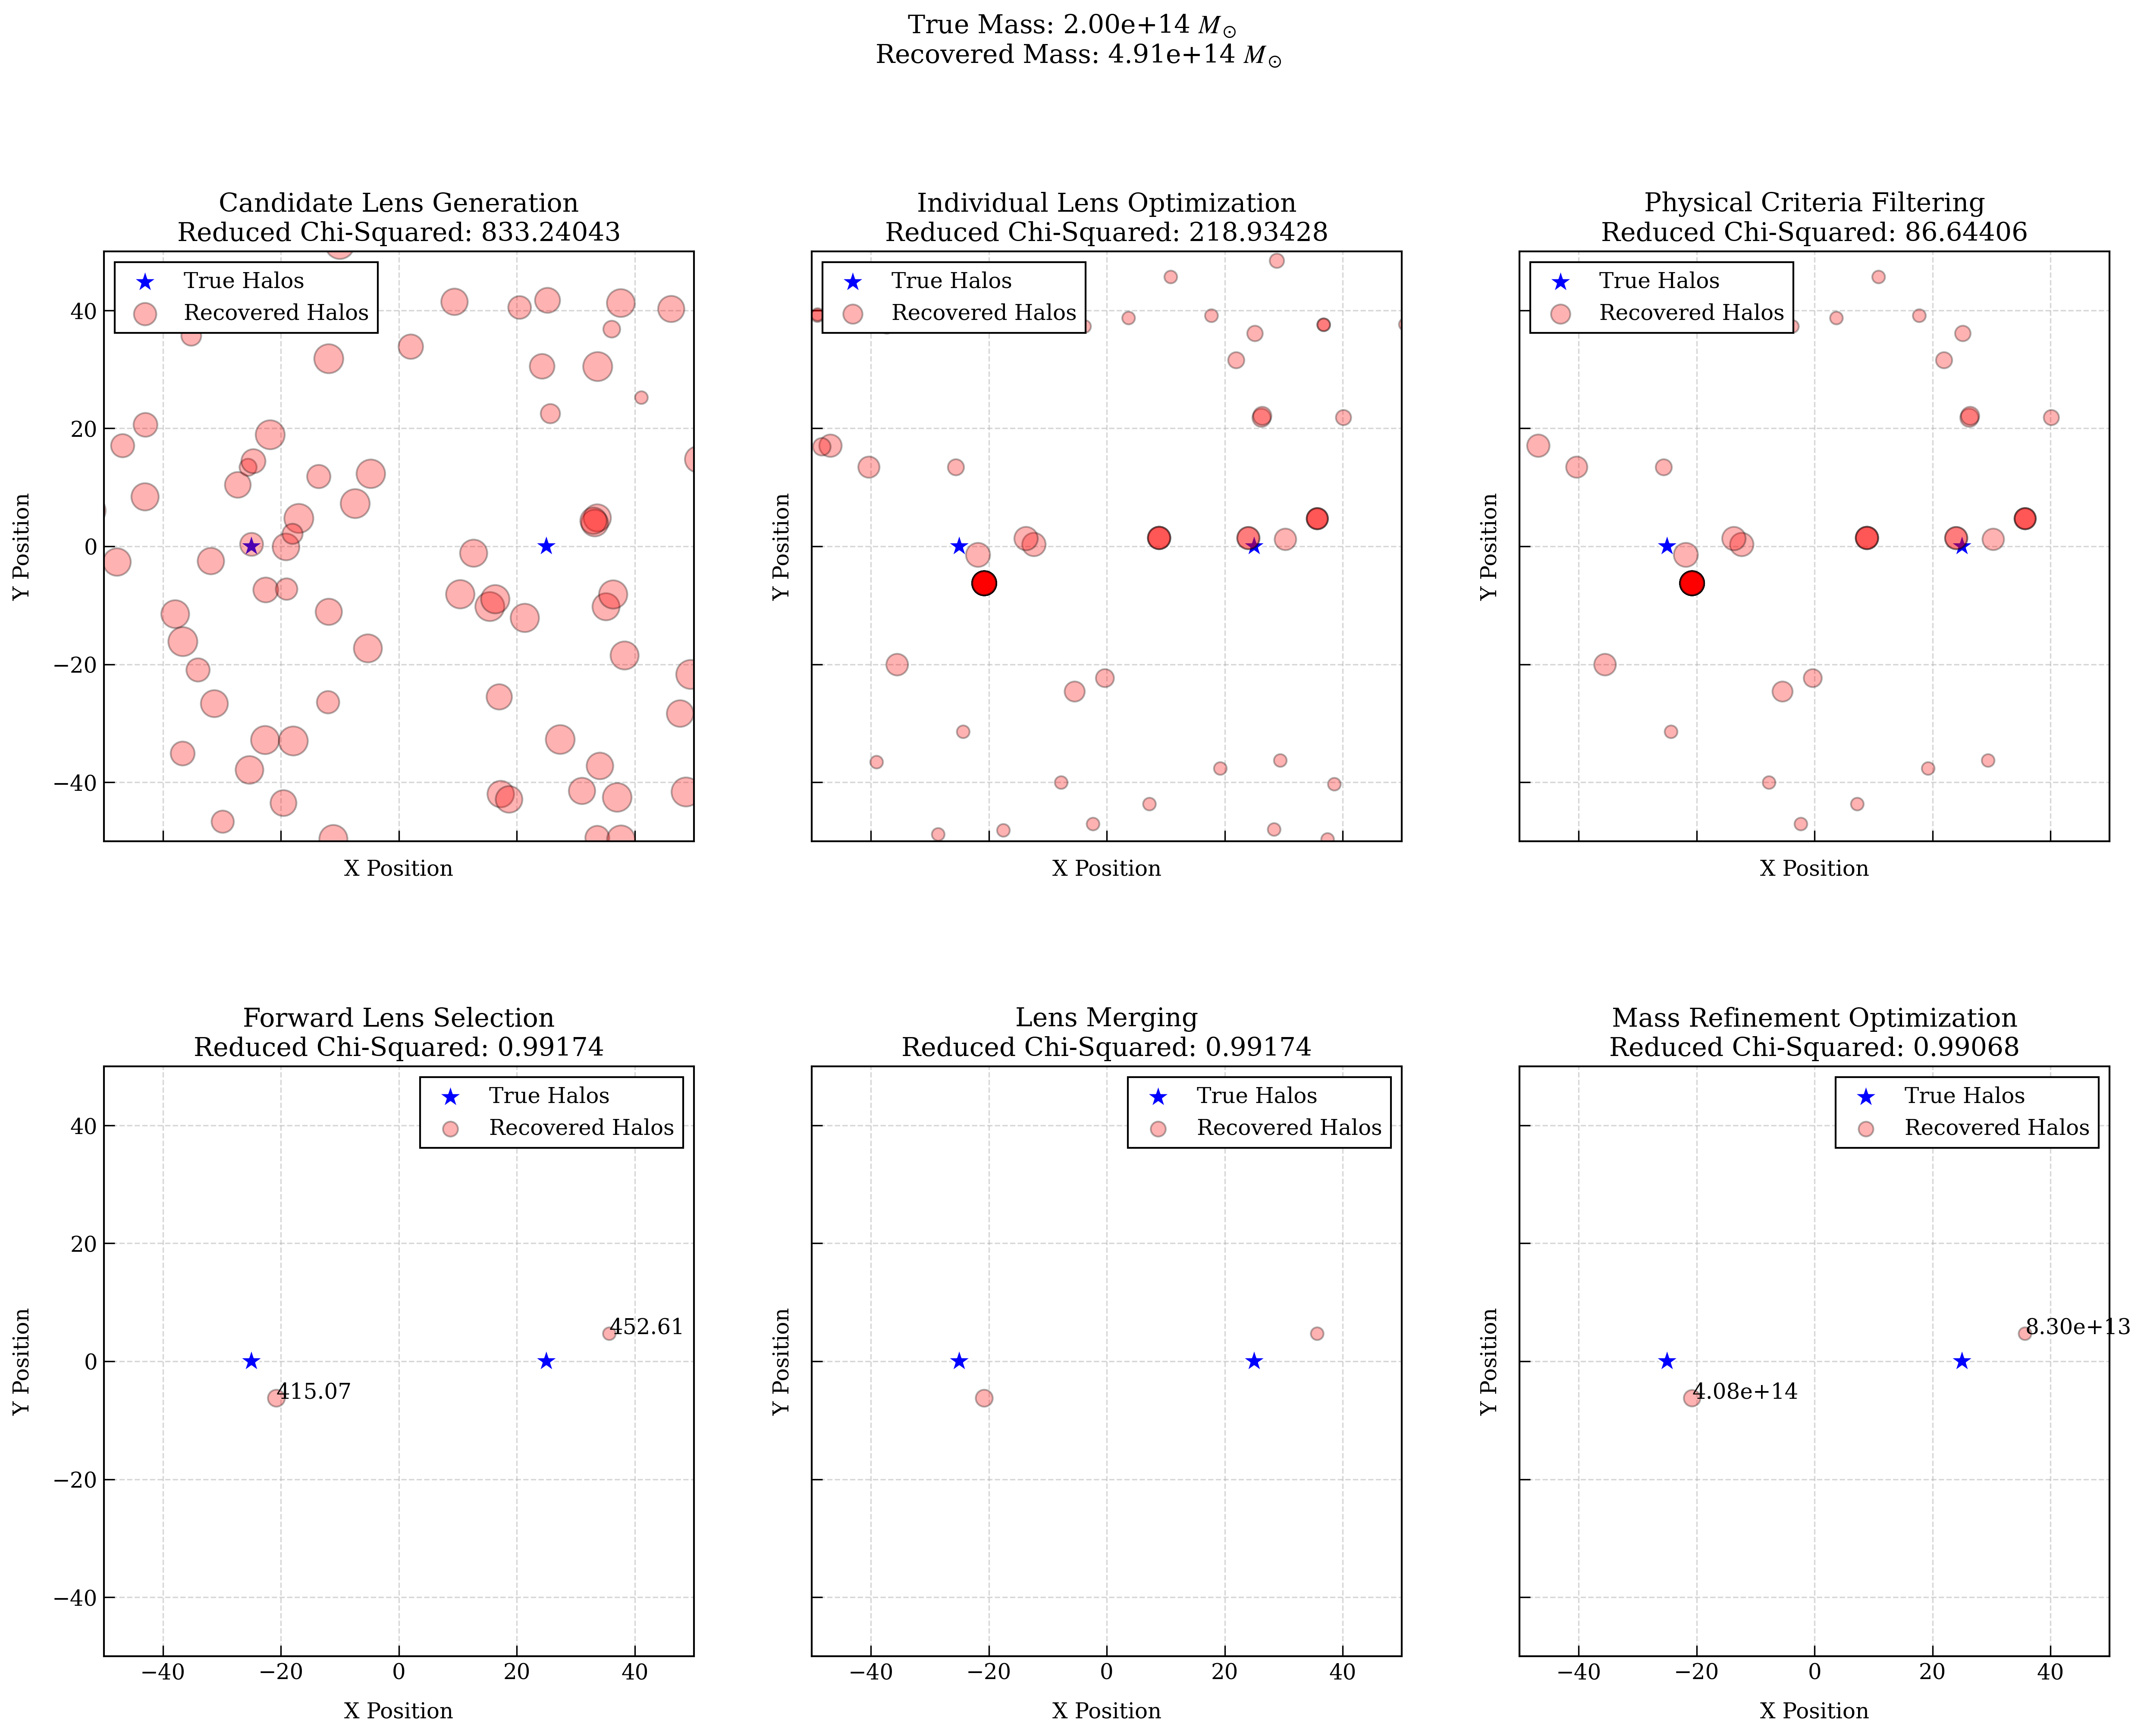 True Mass: 2.00e+14 M⊙
Recovered Mass: 4.91e+14 M⊙
Candidate Lens Generation
Reduced Chi-Squared: 833.24043
True Halos
Recovered Halos
40
20
0
−20
−40
Y Position
X Position
Individual Lens Optimization
Reduced Chi-Squared: 218.93428
True Halos
Recovered Halos
Y Position
X Position
Physical Criteria Filtering
Reduced Chi-Squared: 86.64406
True Halos
Recovered Halos
Y Position
X Position
Forward Lens Selection
Reduced Chi-Squared: 0.99174
True Halos
Recovered Halos
452.61
415.07
40
20
0
−20
−40
Y Position
−40 −20 0 20 40
X Position
Lens Merging
Reduced Chi-Squared: 0.99174
True Halos
Recovered Halos
Y Position
−40 −20 0 20 40
X Position
Mass Refinement Optimization
Reduced Chi-Squared: 0.99068
True Halos
Recovered Halos
8.30e+13
4.08e+14
Y Position
−40 −20 0 20 40
X Position